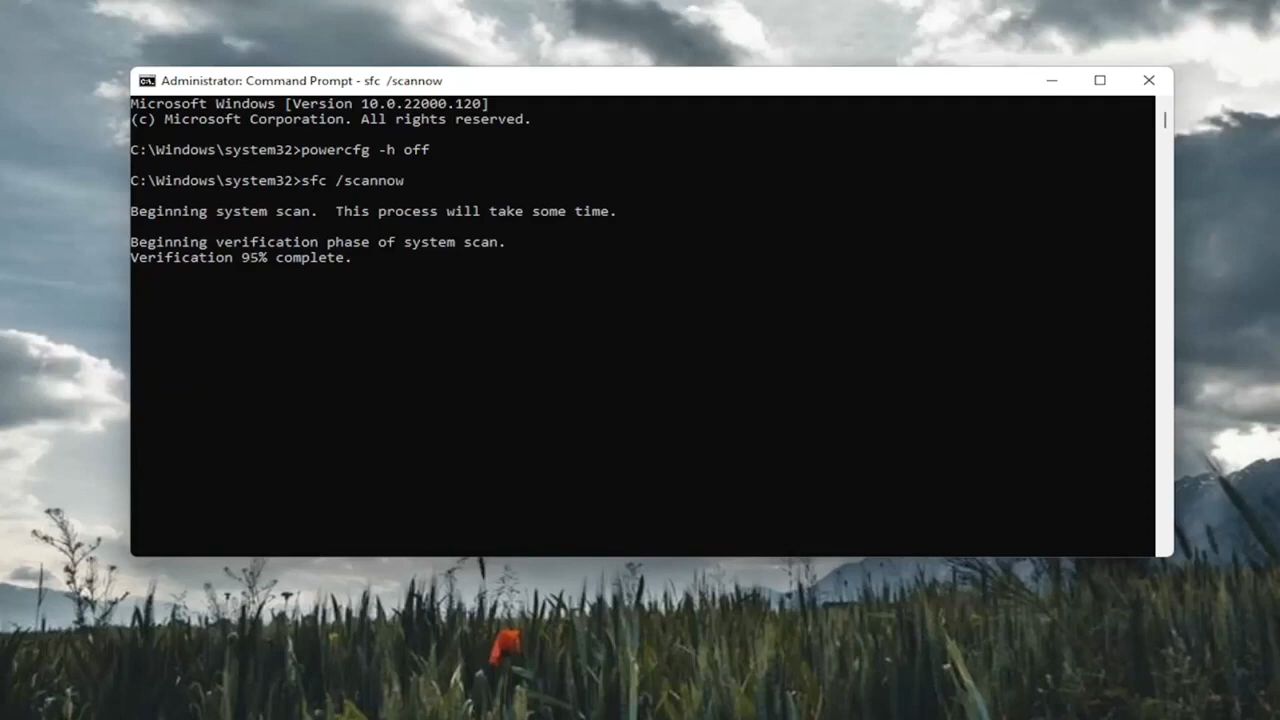 Administrator: Command Prompt - sfc /scannow
Microsoft Windows [Version 10.0.22000.120]
(c) Microsoft Corporation. All rights reserved.
C:\Windows\system32>powercfg -h off
C:\Windows\system32>sfc /scannow
Beginning system scan.  This process will take some time.
Beginning verification phase of system scan.
Verification 95% complete.